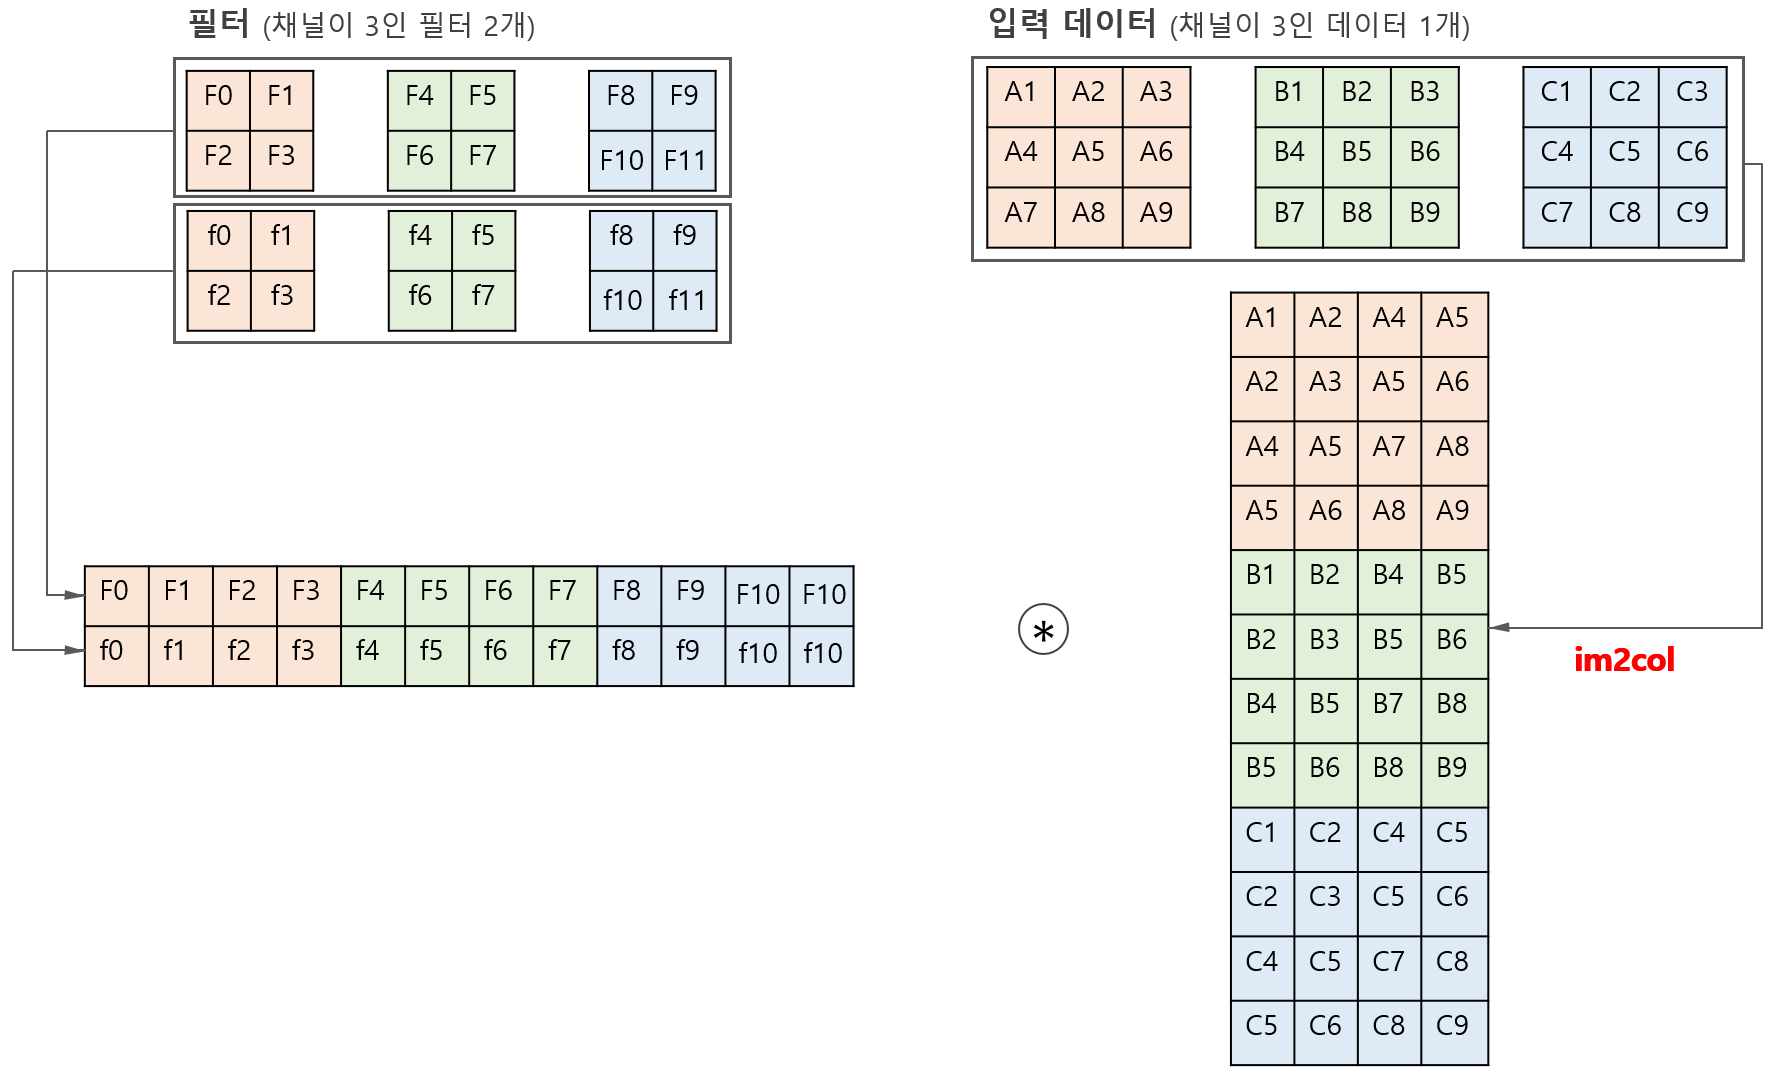 필터 (채널이 3인 필터 2개)
F0 F1 F4 F5 F8 F9
F2 F3 F6 F7 F10 F11
f0 f1 f4 f5 f8 f9
f2 f3 f6 f7 f10 f11
F0 F1 F2 F3 F4 F5 F6 F7 F8 F9 F10 F10
f0 f1 f2 f3 f4 f5 f6 f7 f8 f9 f10 f10
*
입력 데이터 (채널이 3인 데이터 1개)
A1 A2 A3 B1 B2 B3 C1 C2 C3
A4 A5 A6 B4 B5 B6 C4 C5 C6
A7 A8 A9 B7 B8 B9 C7 C8 C9
A1 A2 A4 A5
A2 A3 A5 A6
A4 A5 A7 A8
A5 A6 A8 A9
B1 B2 B4 B5
B2 B3 B5 B6
B4 B5 B7 B8
B5 B6 B8 B9
C1 C2 C4 C5
C2 C3 C5 C6
C4 C5 C7 C8
C5 C6 C8 C9
im2col